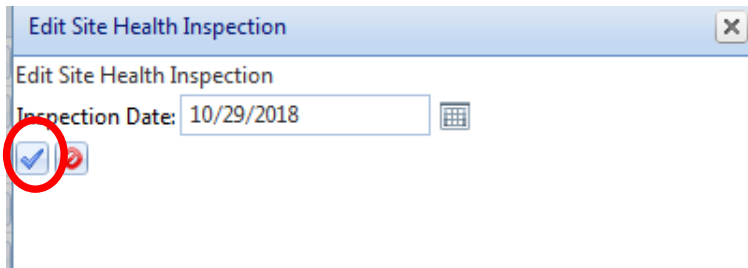 Edit Site Health Inspection
Edit Site Health Inspection
Inspection Date: 10/29/2018